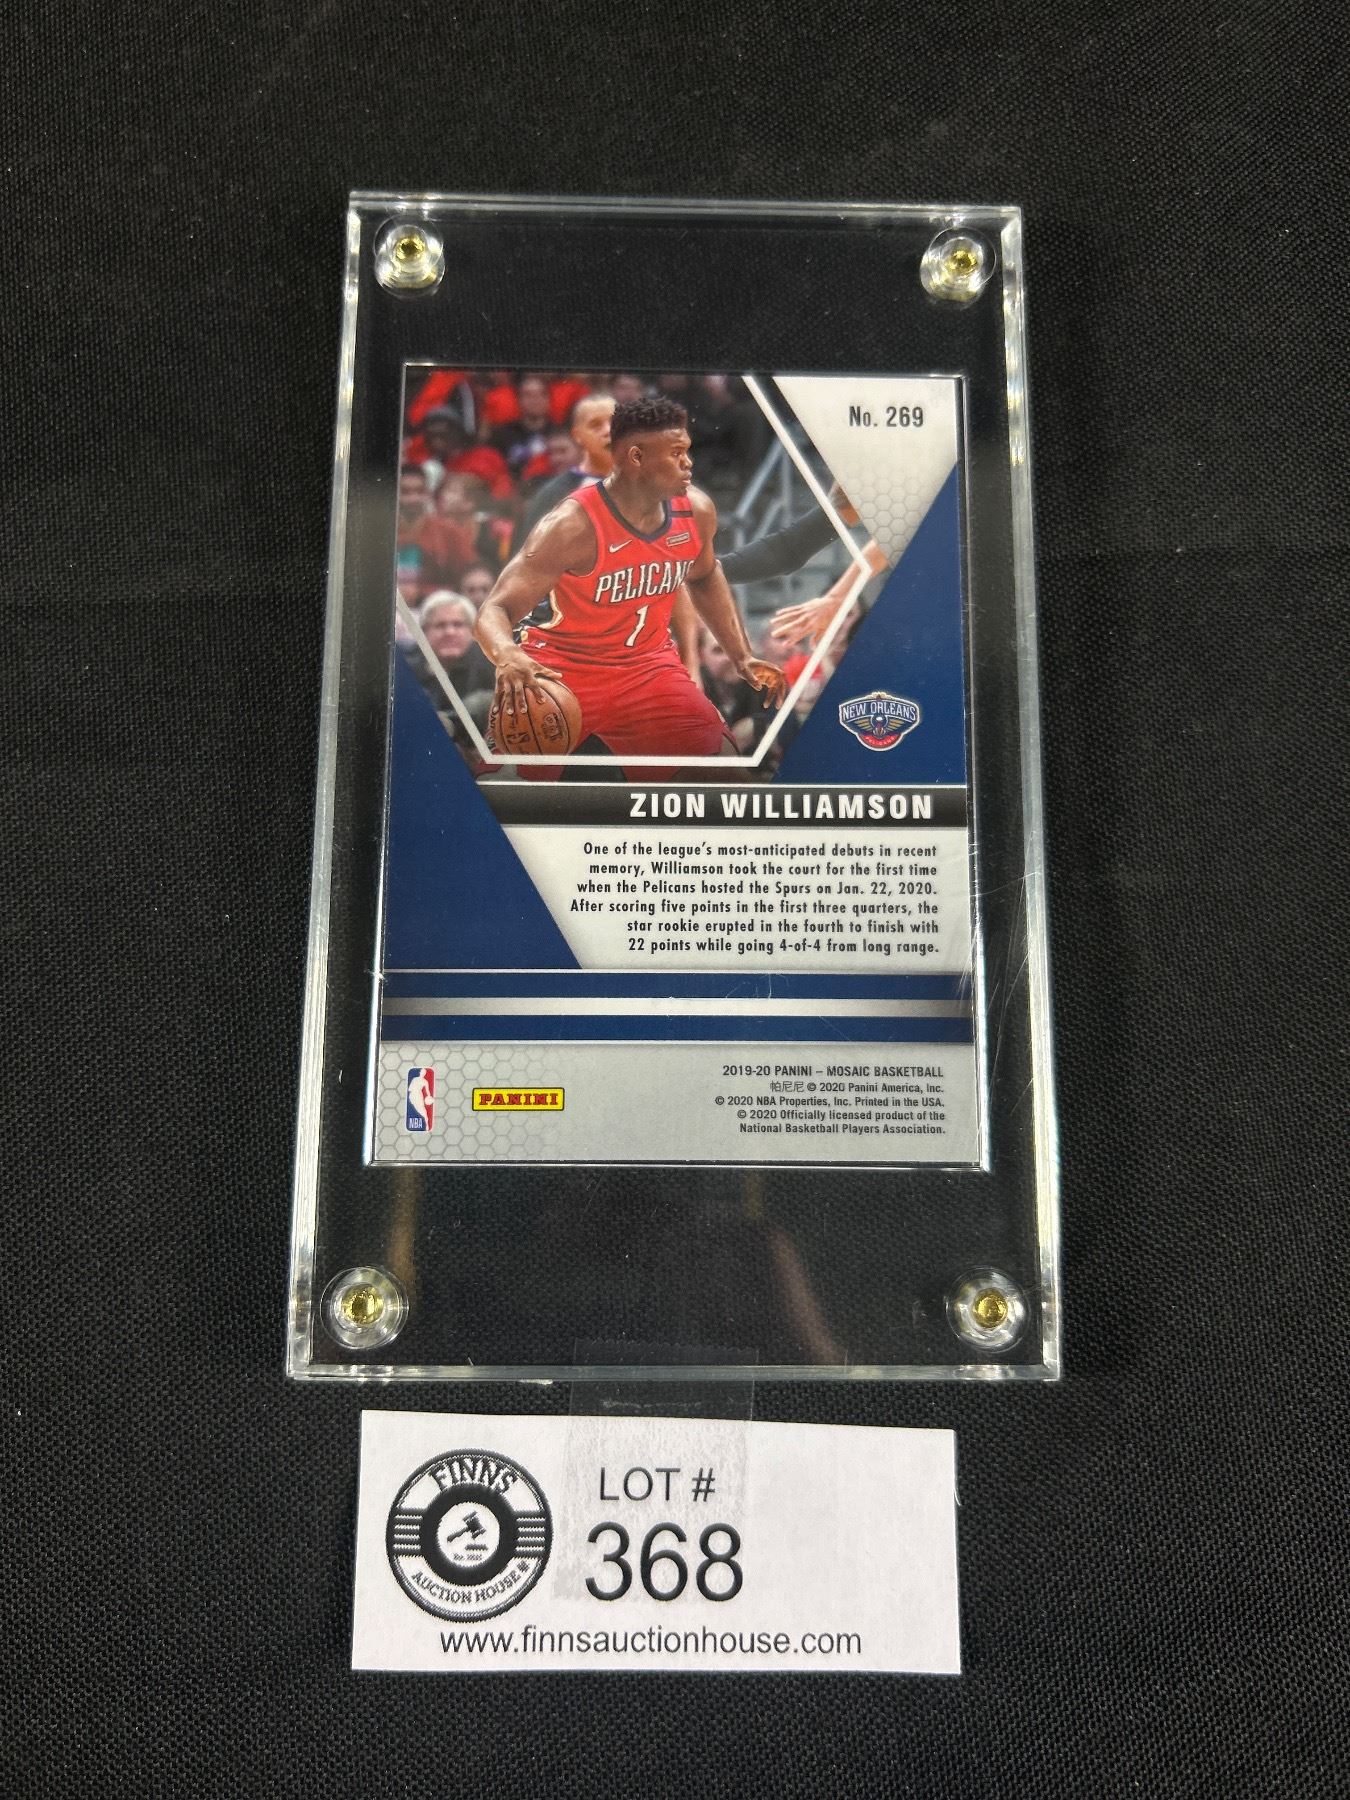 No. 269
PELICANS
1
NEW ORLEANS
PELICANS
ZION WILLIAMSON
One of the league's most-anticipated debuts in recent
memory, Williamson took the court for the first time
when the Pelicans hosted the Spurs on Jan. 22, 2020.
After scoring five points in the first three quarters, the
star rookie erupted in the fourth to finish with
22 points while going 4-of-4 from long range.
NBA
PANINI
2019-20 PANINI – MOSAIC BASKETBALL
帕尼尼 © 2020 Panini America, Inc.
© 2020 NBA Properties, Inc. Printed in the USA.
© 2020 Officially licensed product of the
National Basketball Players Association.
FINNS
AUCTION HOUSE
LOT #
368
www.finnsauctionhouse.com